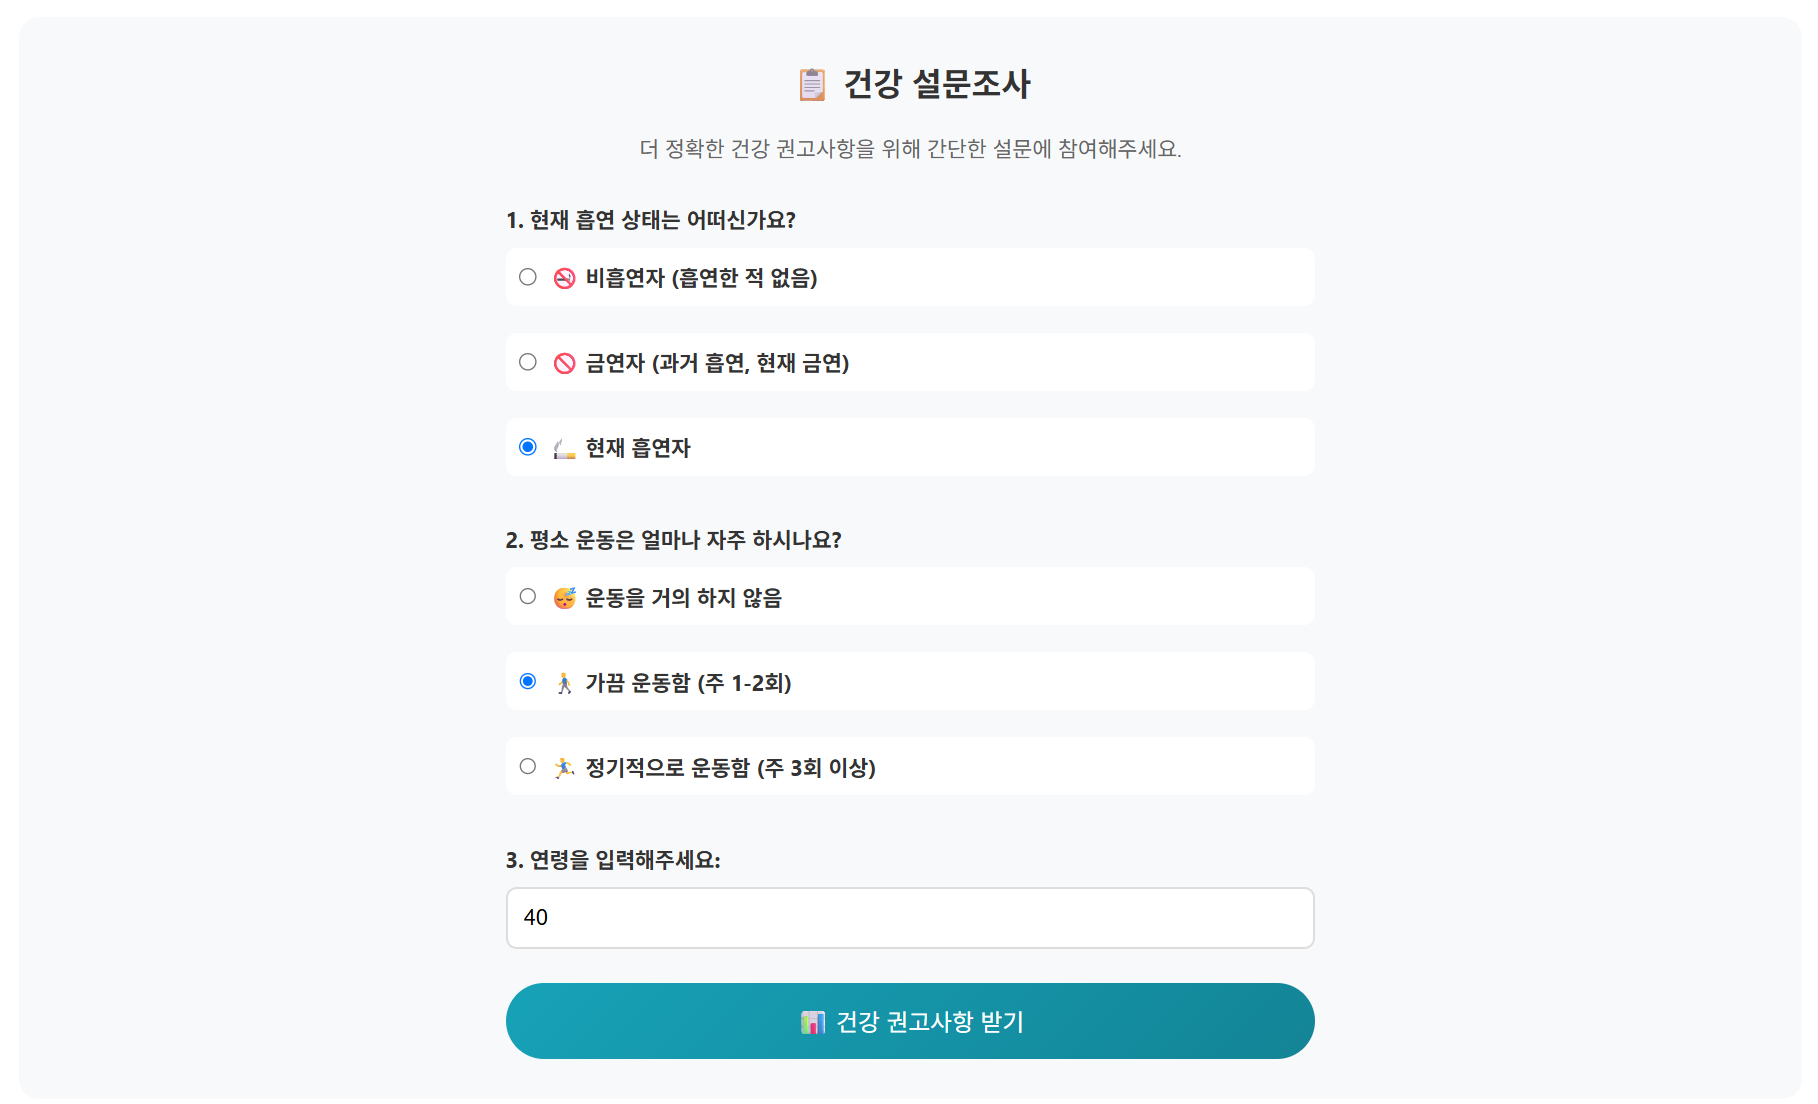 건강 설문조사
더 정확한 건강 권고사항을 위해 간단한 설문에 참여해주세요.
1. 현재 흡연 상태는 어떠신가요?
비흡연자 (흡연한 적 없음)
금연자 (과거 흡연, 현재 금연)
현재 흡연자
2. 평소 운동은 얼마나 자주 하시나요?
운동을 거의 하지 않음
가끔 운동함 (주 1-2회)
정기적으로 운동함 (주 3회 이상)
3. 연령을 입력해주세요:
40
건강 권고사항 받기